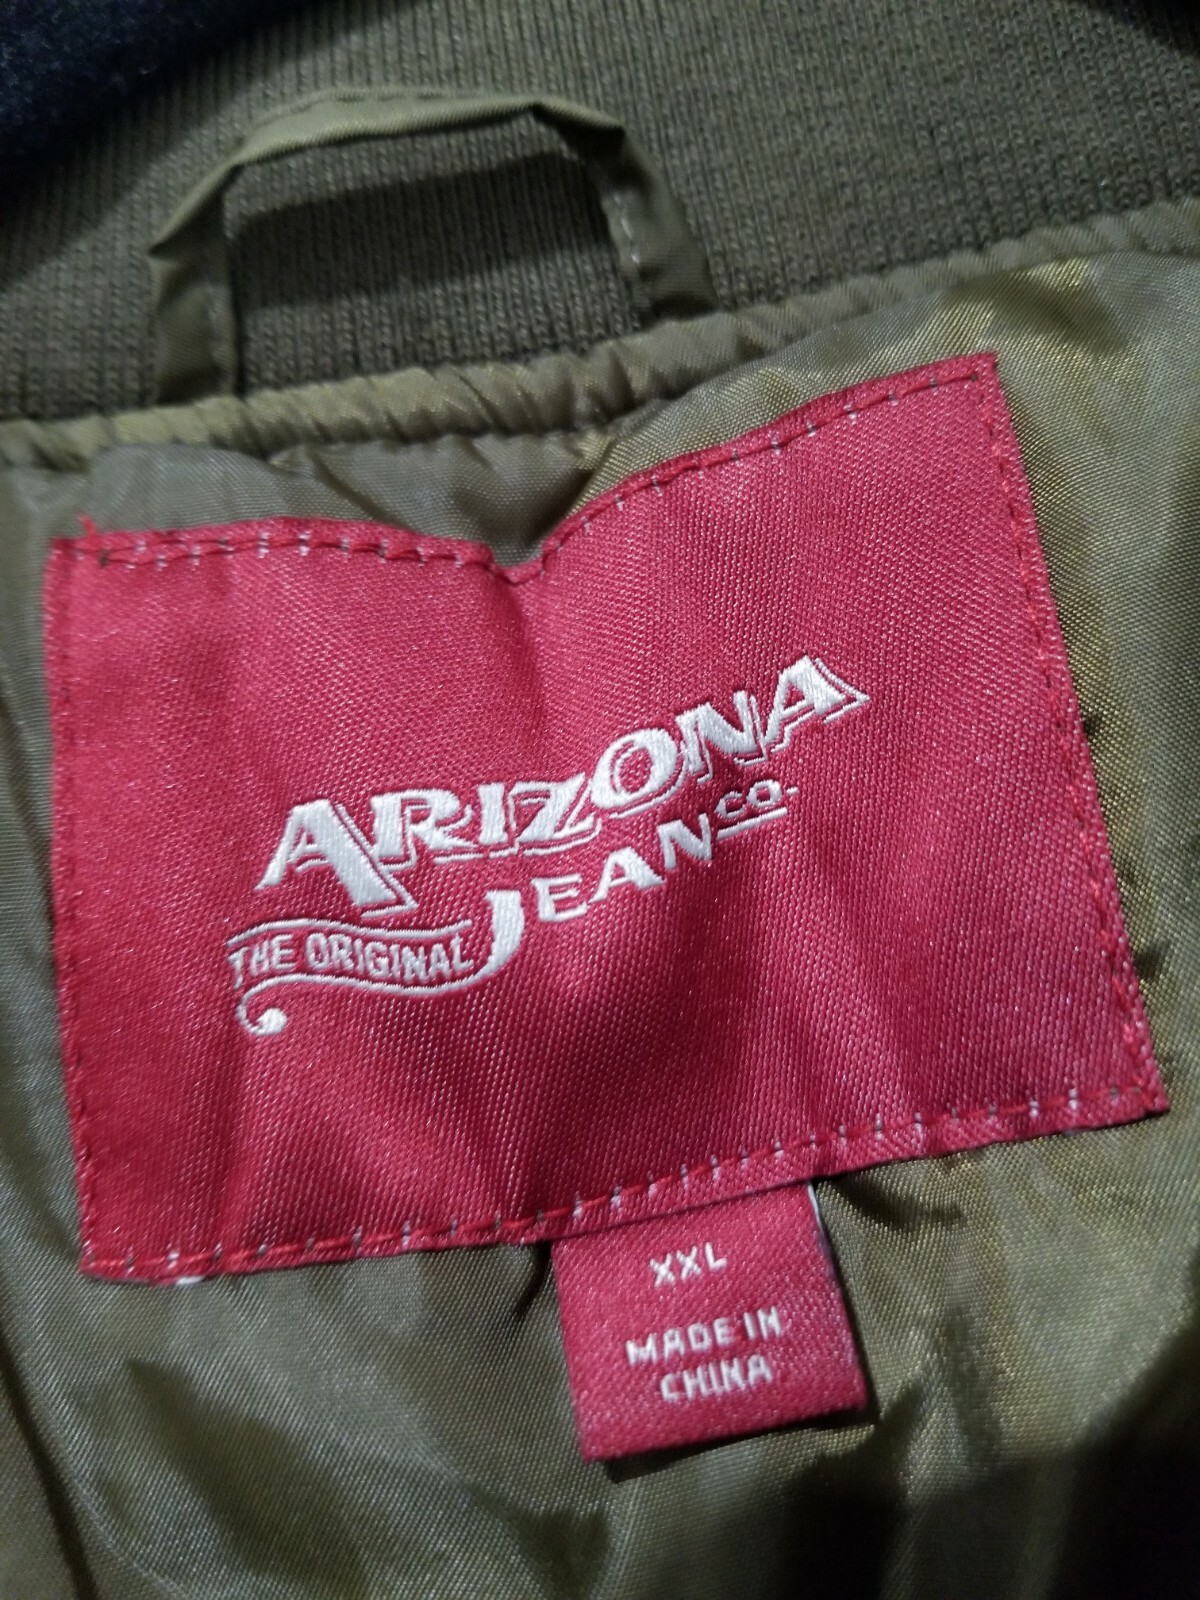 ARIZONA
JEAN CO.
THE ORIGINAL
XXL
MADE IN
CHINA